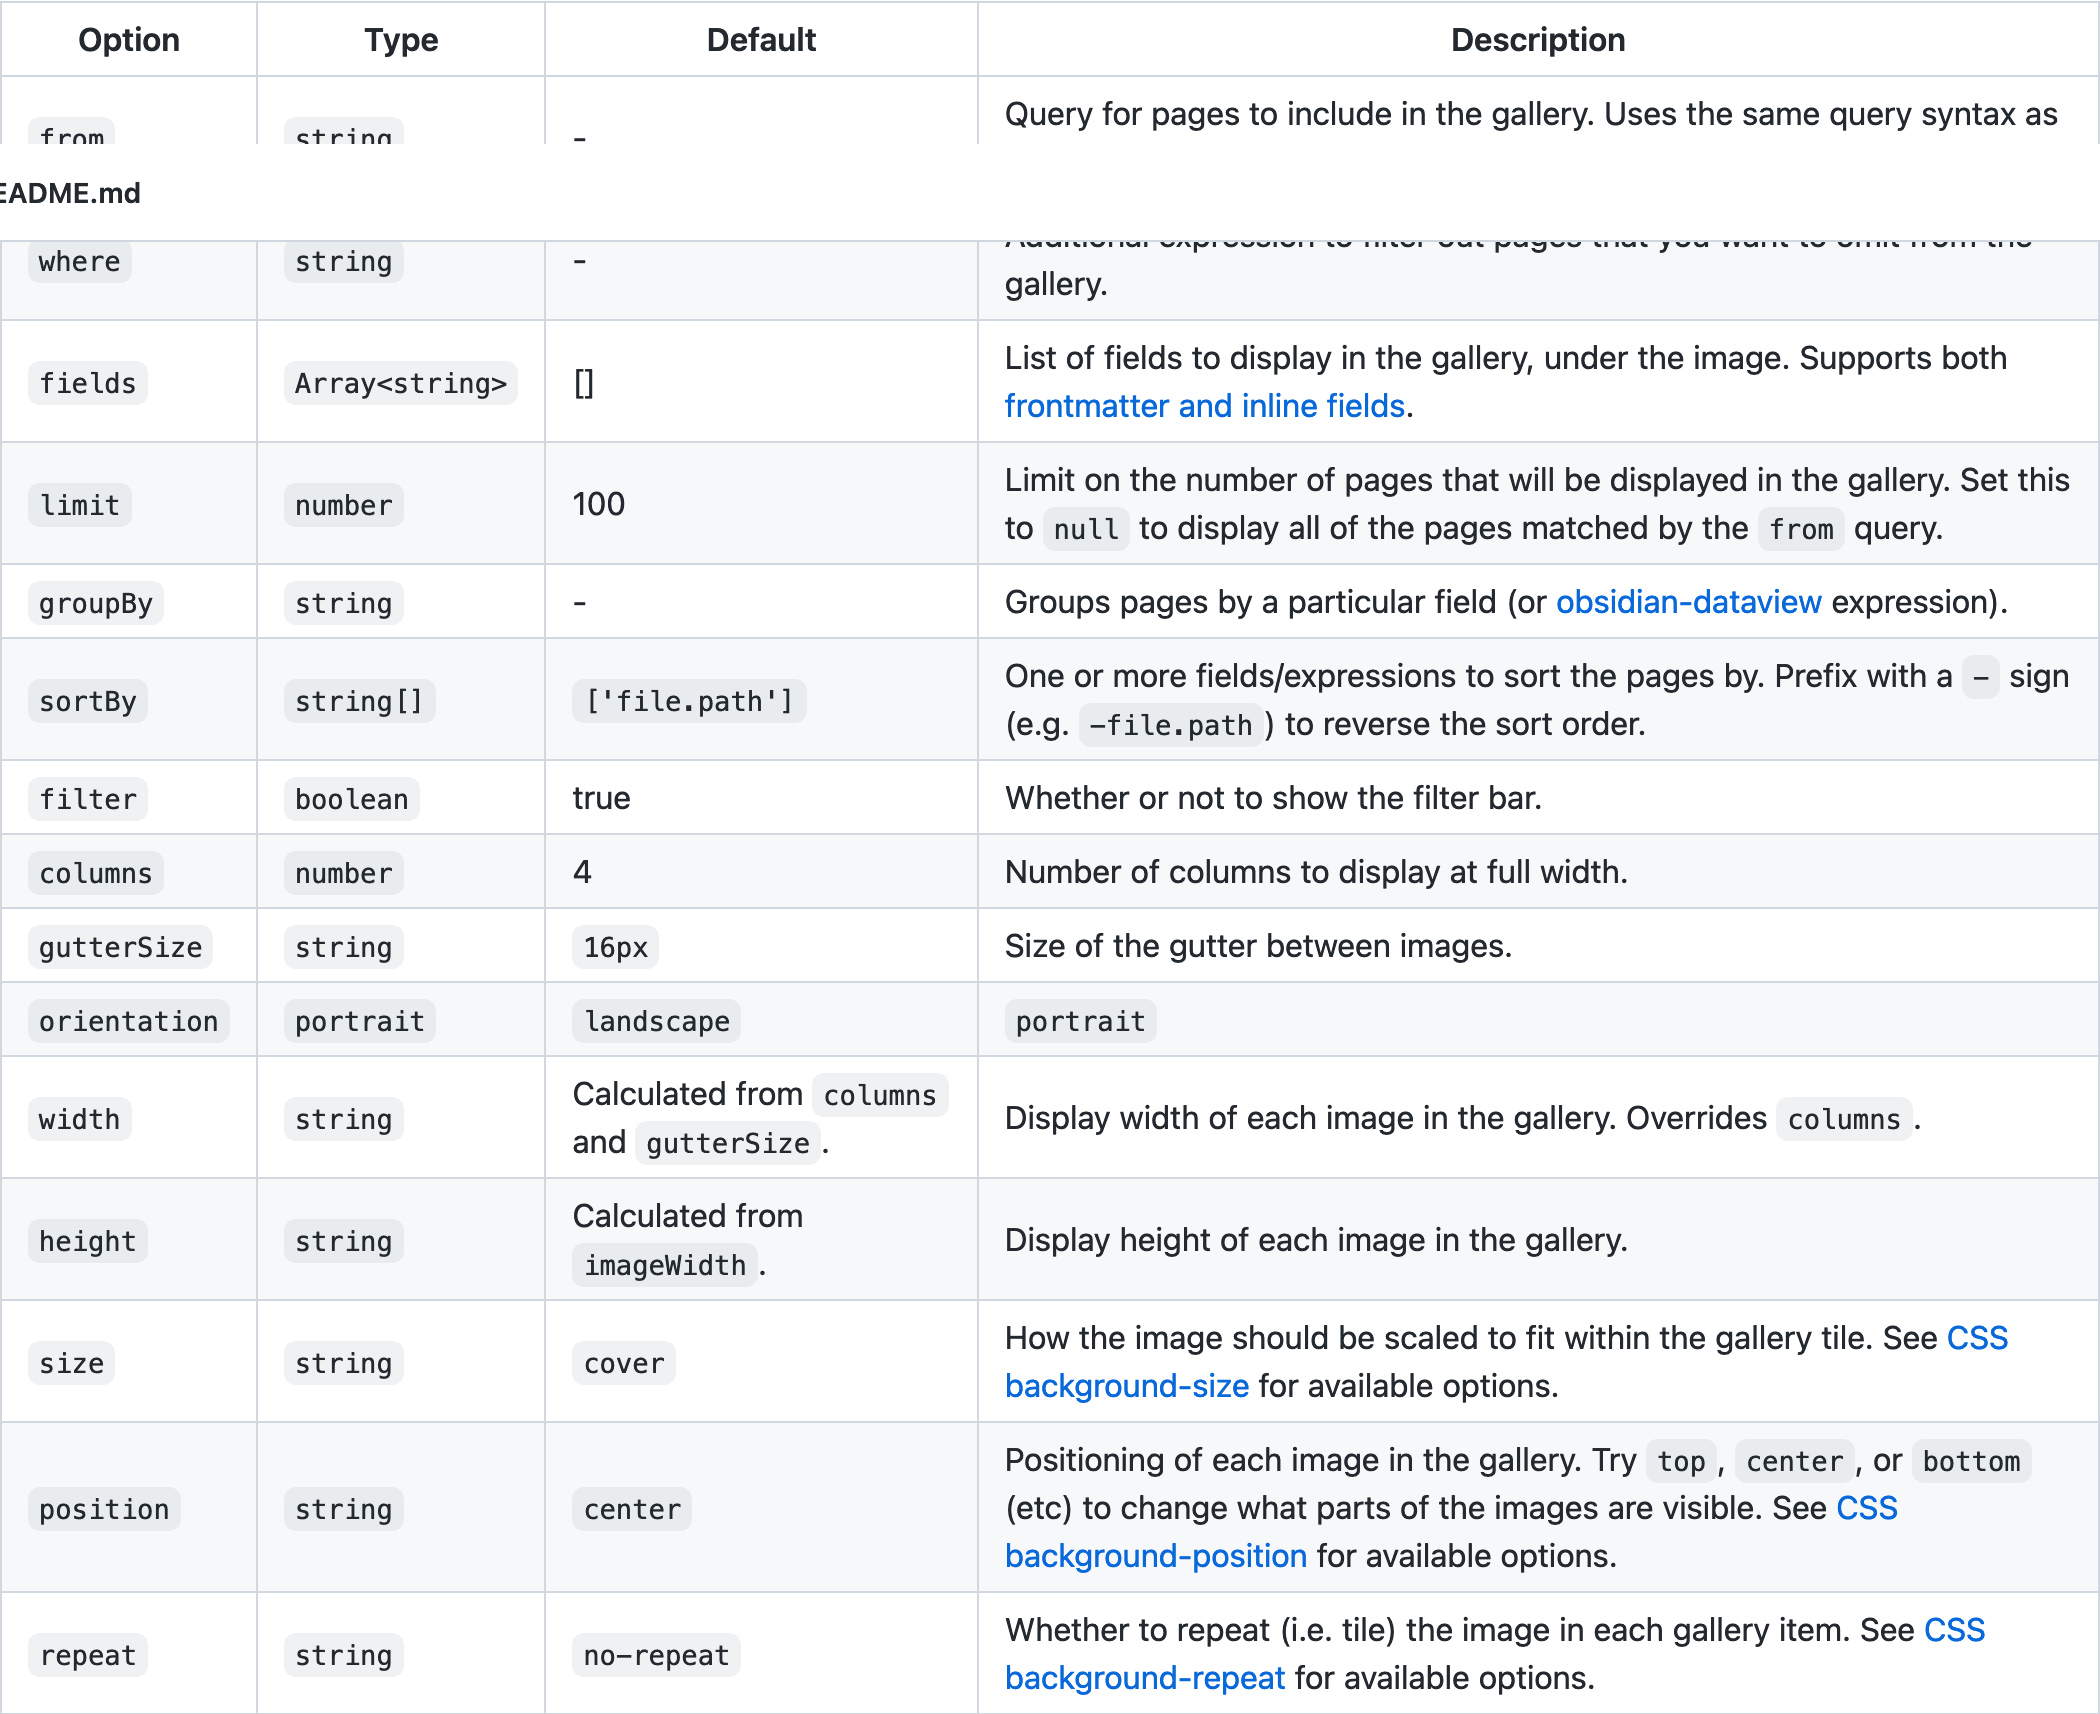 Option Type Default Description
from string - Query for pages to include in the gallery. Uses the same query syntax as
EADME.md
where string - Additional expression to filter out pages that you want to omit from the
gallery.
fields Array<string> [] List of fields to display in the gallery, under the image. Supports both
frontmatter and inline fields.
limit number 100 Limit on the number of pages that will be displayed in the gallery. Set this
to null to display all of the pages matched by the from query.
groupBy string - Groups pages by a particular field (or obsidian-dataview expression).
sortBy string[] ['file.path'] One or more fields/expressions to sort the pages by. Prefix with a - sign
(e.g. -file.path) to reverse the sort order.
filter boolean true Whether or not to show the filter bar.
columns number 4 Number of columns to display at full width.
gutterSize string 16px Size of the gutter between images.
orientation portrait landscape portrait
width string Calculated from columns
and gutterSize. Display width of each image in the gallery. Overrides columns.
height string Calculated from
imageWidth. Display height of each image in the gallery.
size string cover How the image should be scaled to fit within the gallery tile. See CSS
background-size for available options.
position string center Positioning of each image in the gallery. Try top, center, or bottom
(etc) to change what parts of the images are visible. See CSS
background-position for available options.
repeat string no-repeat Whether to repeat (i.e. tile) the image in each gallery item. See CSS
background-repeat for available options.